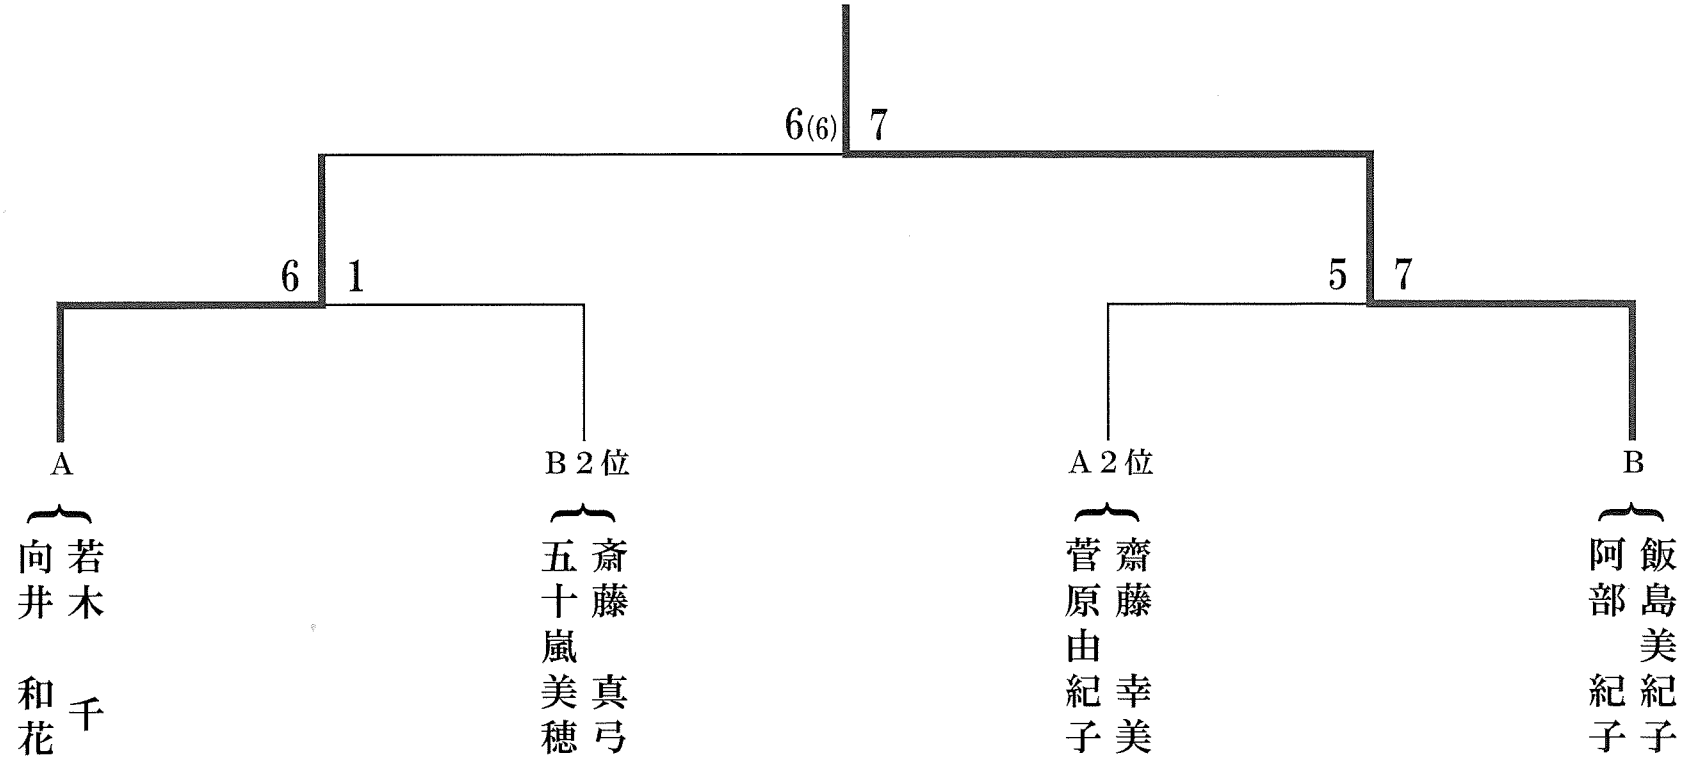 6(6) 7
6 1
5 7
A
若木 千
向井 和花
B2位
斎藤 真弓
五十嵐美穂
A2位
齋藤 幸美
菅原由紀子
B
飯島美紀子
阿部 紀子